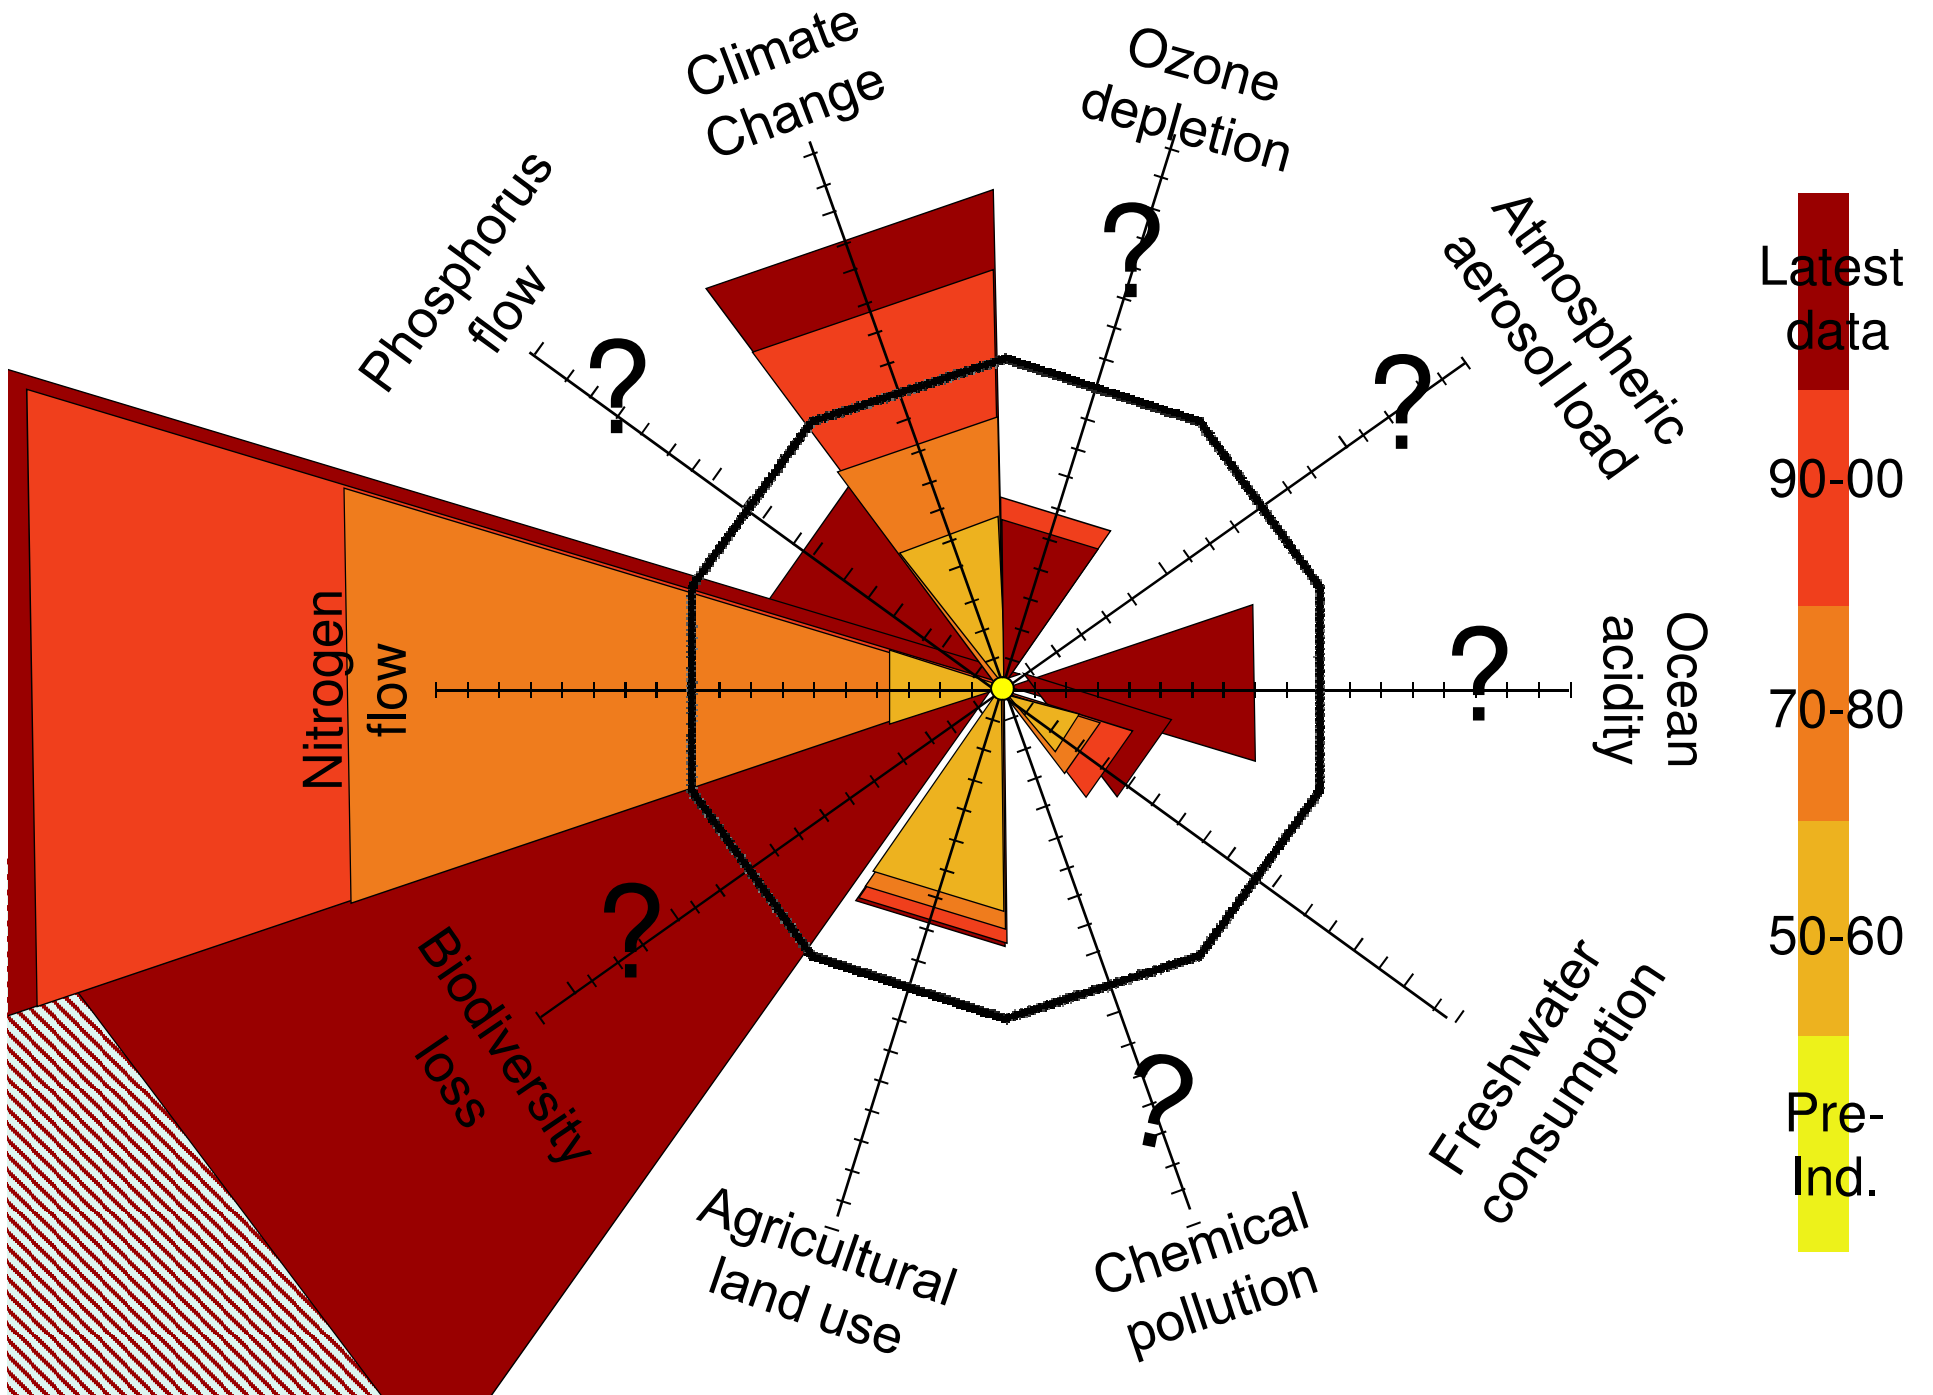 Climate
Change
Ozone
depletion
?
Atmospheric
aerosol load
?
Ocean
acidity
?
Freshwater
consumption
Chemical
pollution
?
Agricultural
land use
Biodiversity
loss
?
Nitrogen
flow
Phosphorus
flow
?
Latest
data
90-00
70-80
50-60
Pre-
Ind.